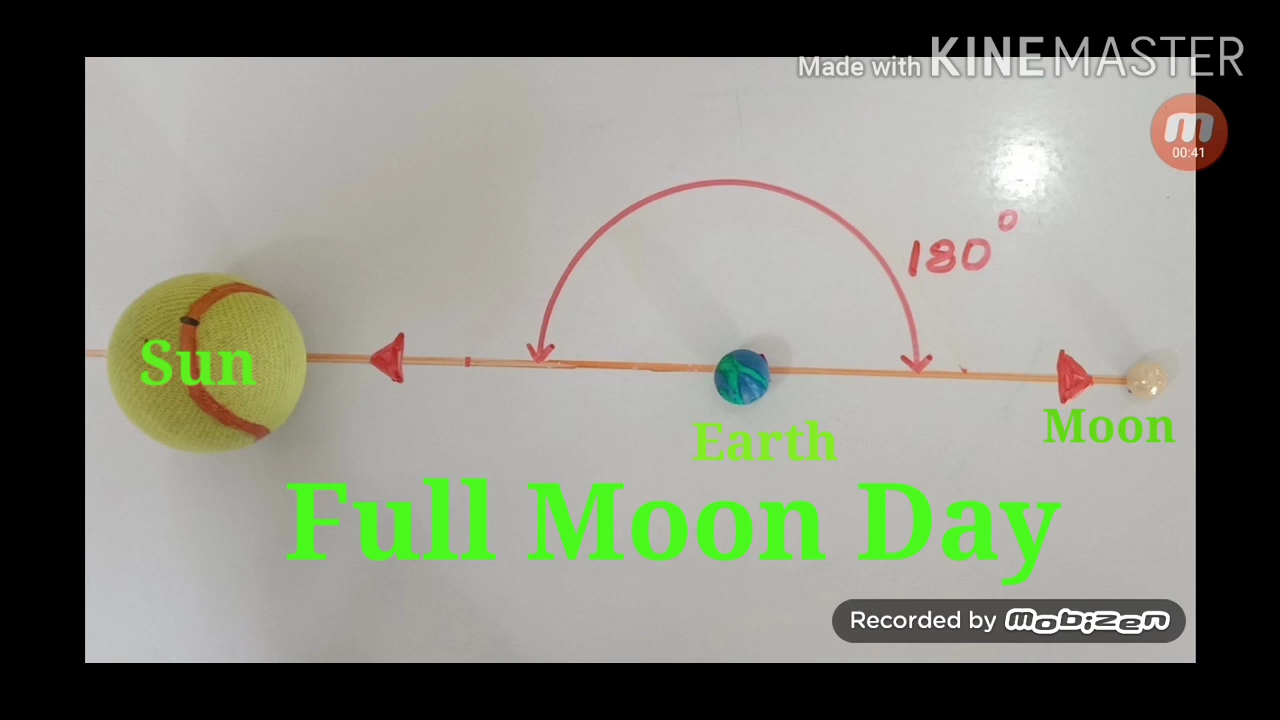 Made with KINEMASTER
00:41
180°
Sun
Moon
Earth
Full Moon Day
Recorded by mobizen